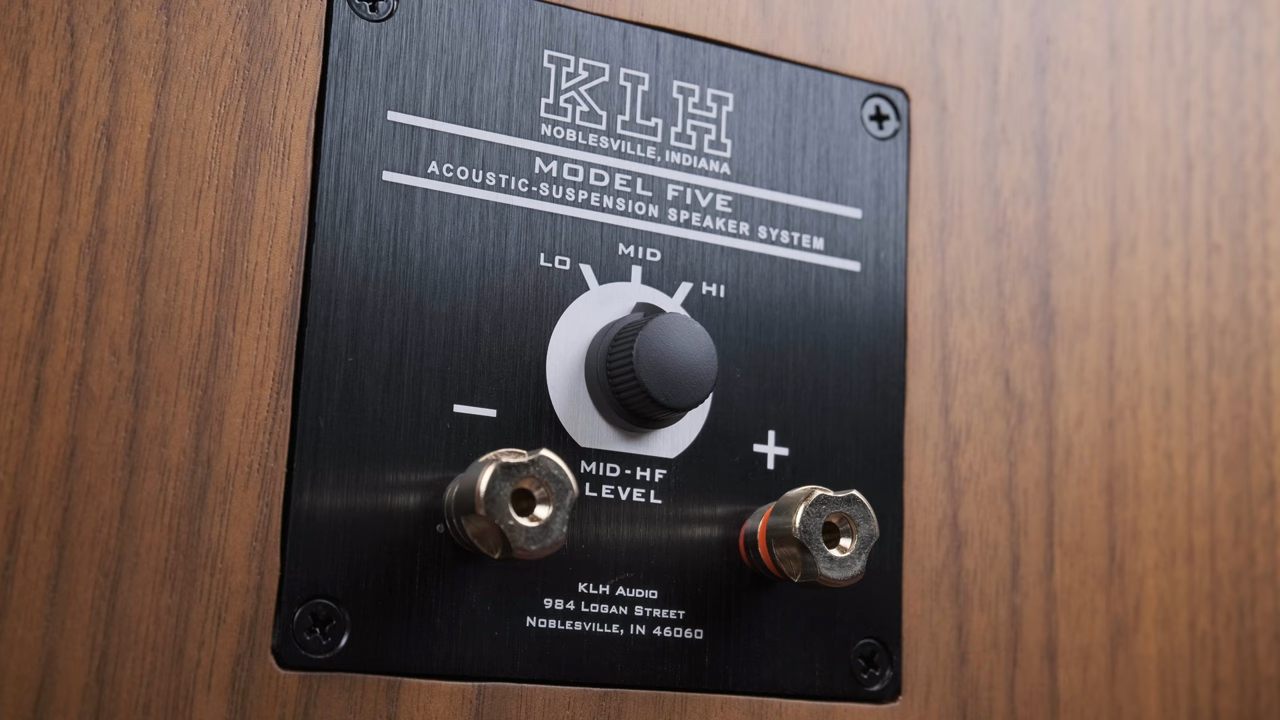 KLH
NOBLESVILLE, INDIANA
MODEL FIVE
ACOUSTIC-SUSPENSION SPEAKER SYSTEM
LO MID HI
− +
MID-HF
LEVEL
KLH AUDIO
984 LOGAN STREET
NOBLESVILLE, IN 46060